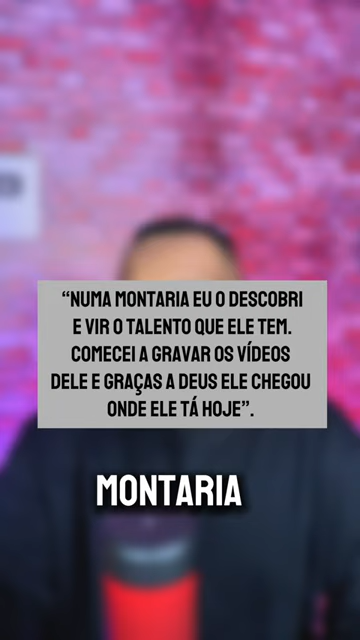 “NUMA MONTARIA EU O DESCOBRI
E VIR O TALENTO QUE ELE TEM.
COMECEI A GRAVAR OS VÍDEOS
DELE E GRAÇAS A DEUS ELE CHEGOU
ONDE ELE TÁ HOJE”.
MONTARIA